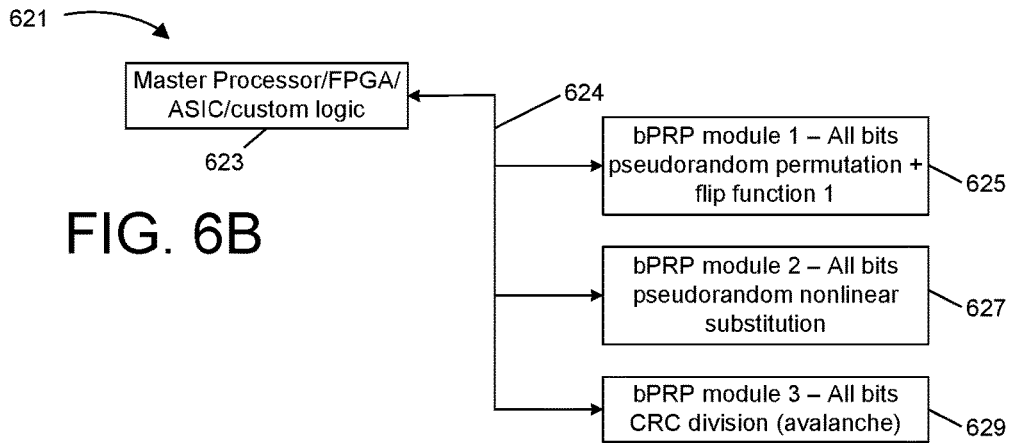 621
Master Processor/FPGA/
ASIC/custom logic
623
624
bPRP module 1 – All bits
pseudorandom permutation +
flip function 1
625
FIG. 6B
bPRP module 2 – All bits
pseudorandom nonlinear
substitution
627
bPRP module 3 – All bits
CRC division (avalanche)
629